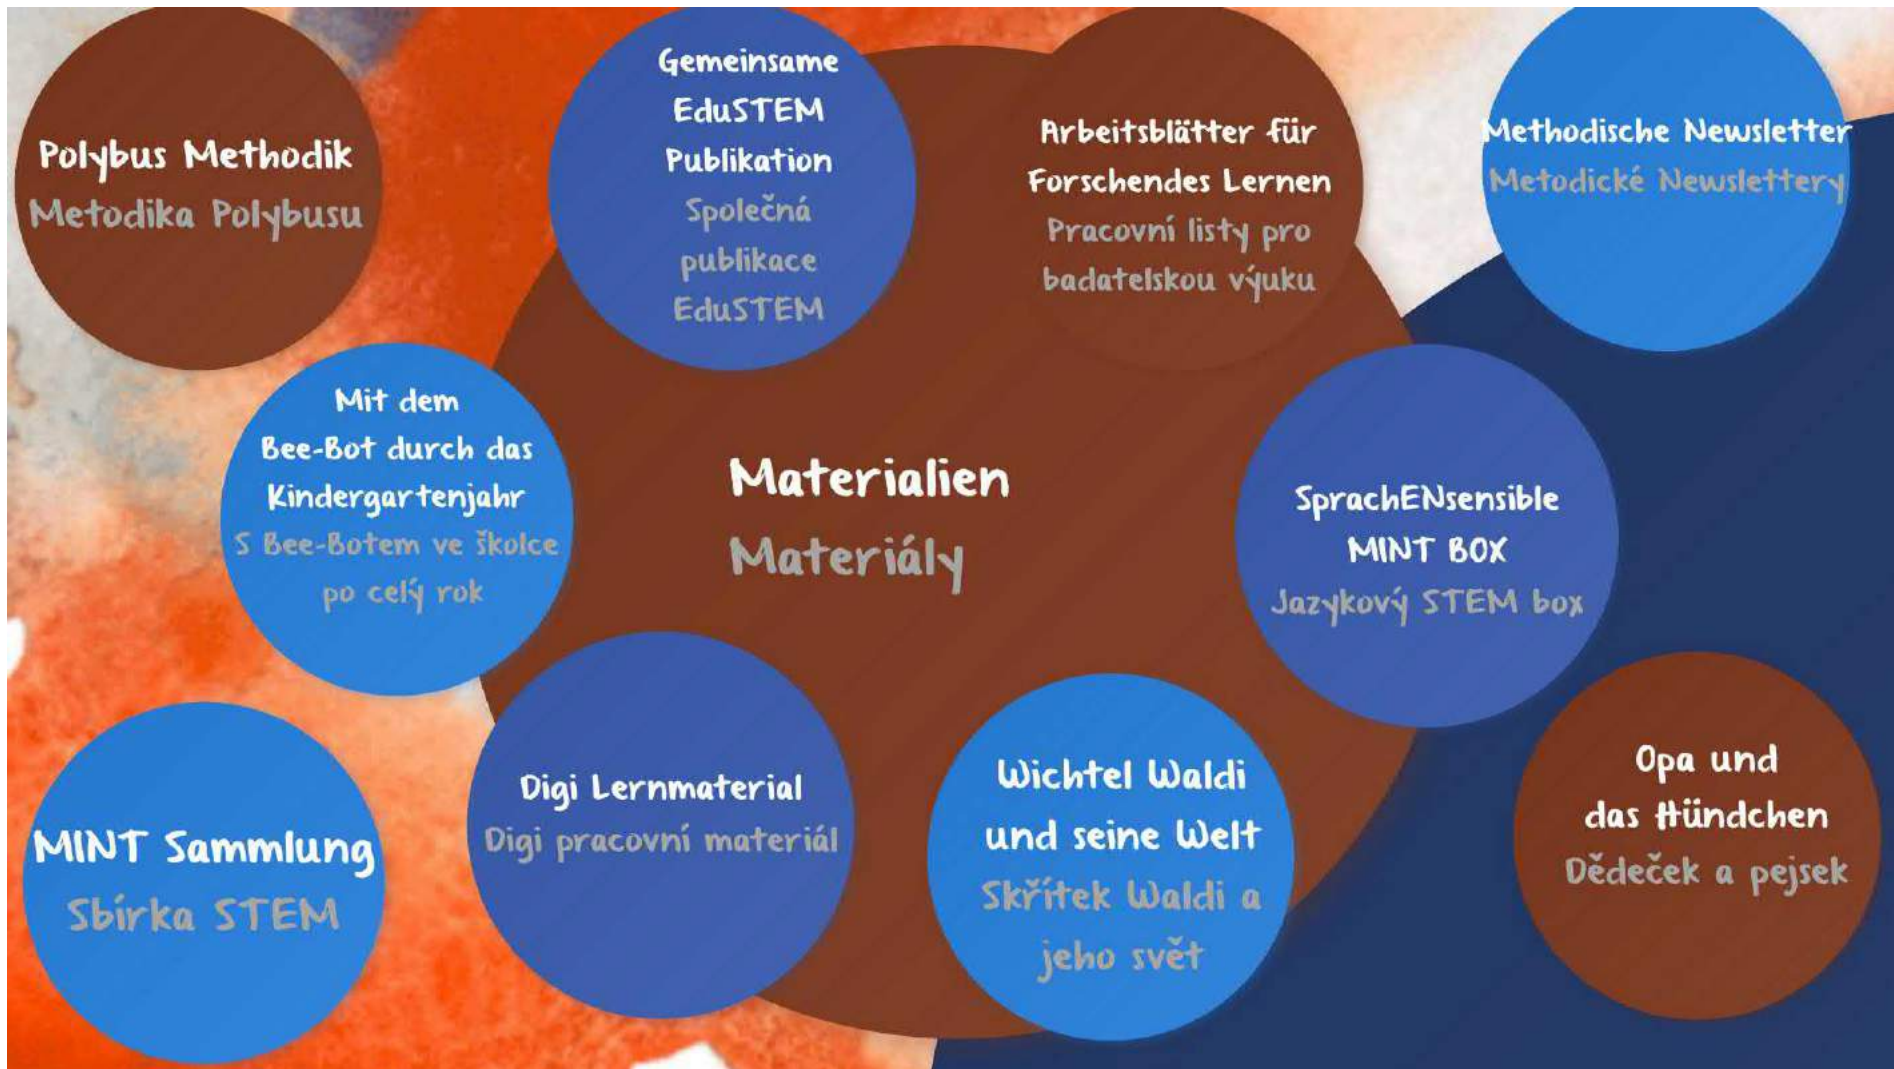 Polybus Methodik
Metodika Polybusu
Gemeinsame
EduSTEM
Publikation
Společná
publikace
EduSTEM
Arbeitsblätter für
Forschendes Lernen
Pracovní listy pro
badatelskou výuku
Methodische Newsletter
Metodické Newslettery
Mit dem
Bee-Bot durch das
Kindergartenjahr
S Bee-Botem ve školce
po celý rok
Materialien
Materiály
SprachENsensible
MINT BOX
Jazykový STEM box
MINT Sammlung
Sbírka STEM
Digi Lernmaterial
Digi pracovní materiál
Wichtel Waldi
und seine Welt
Skřítek Waldi a
jeho svět
Opa und
das Hündchen
Dědeček a pejsek